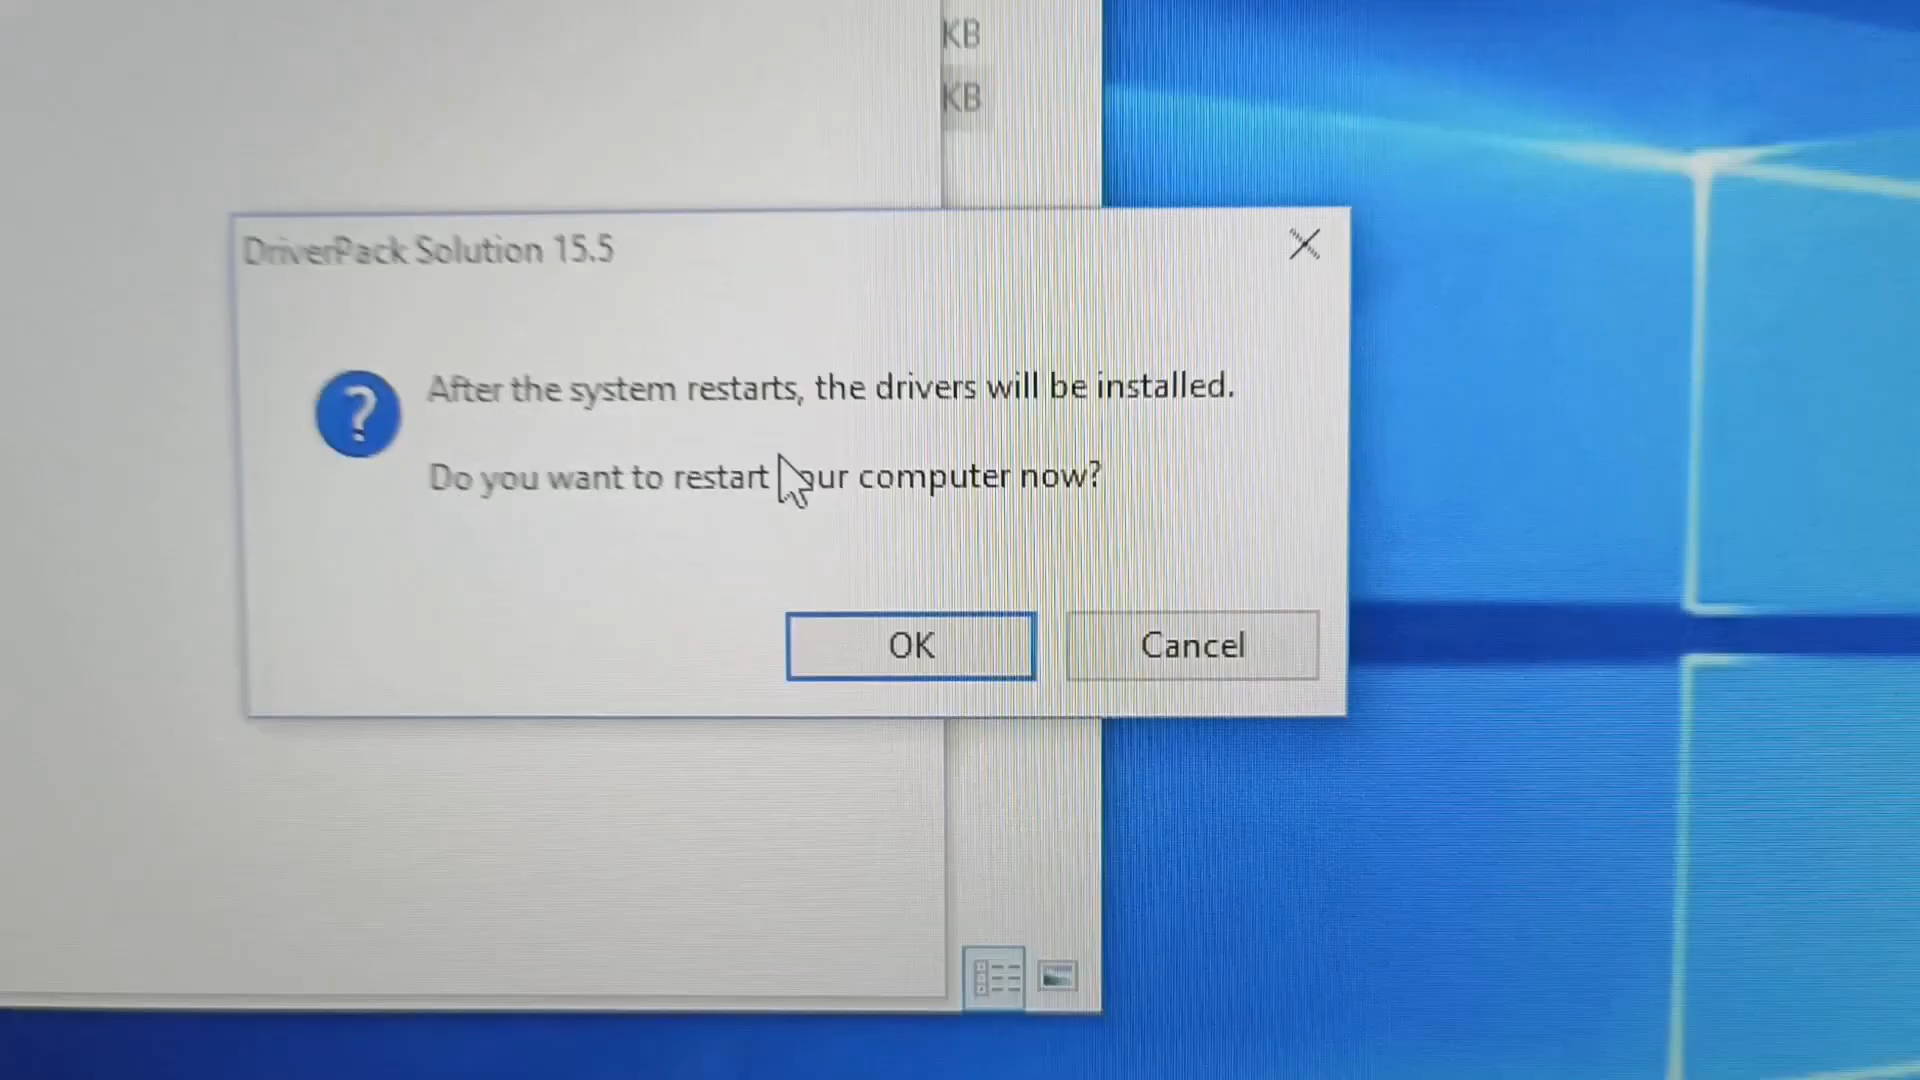 KB
KB
DriverPack Solution 15.5
After the system restarts, the drivers will be installed.
Do you want to restart our computer now?
OK
Cancel